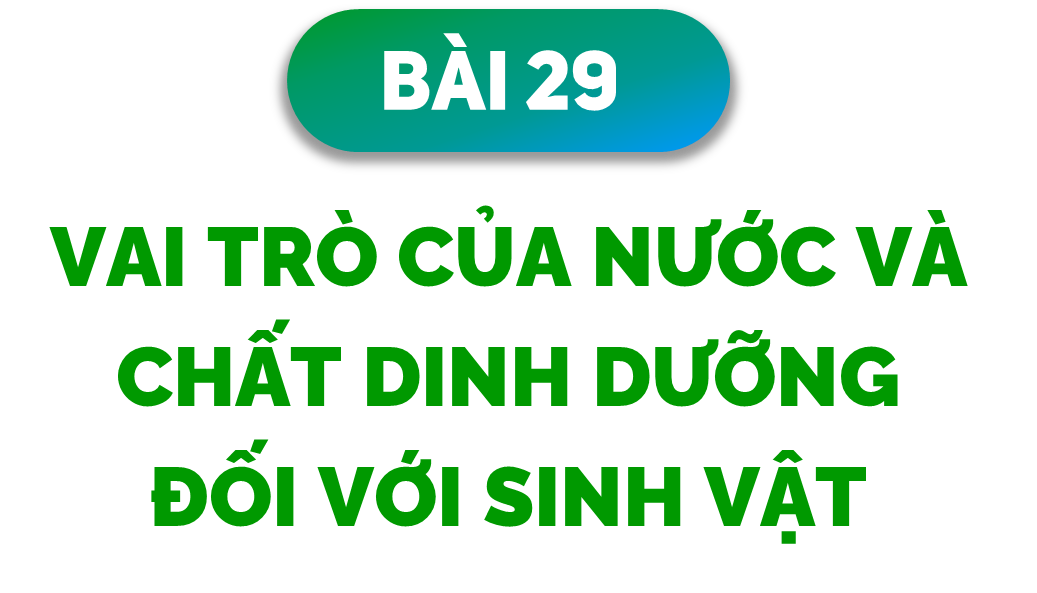 BÀI 29
VAI TRÒ CỦA NƯỚC VÀ
CHẤT DINH DƯỠNG
ĐỐI VỚI SINH VẬT